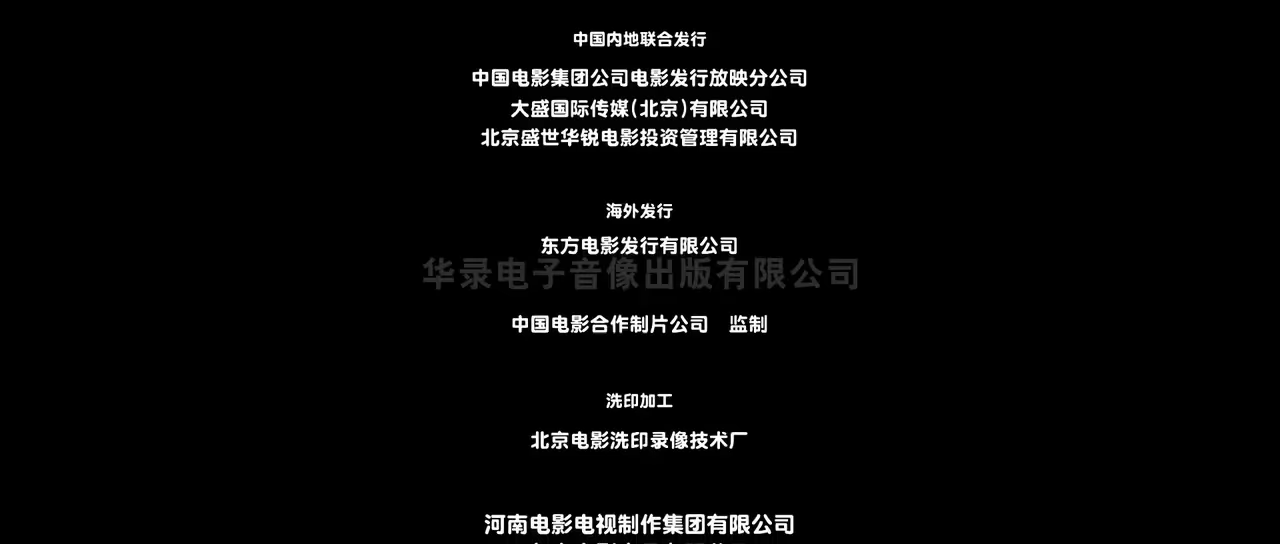 中国内地联合发行
中国电影集团公司电影发行放映分公司
大盛国际传媒(北京)有限公司
北京盛世华锐电影投资管理有限公司
海外发行
东方电影发行有限公司
华录电子音像出版有限公司
中国电影合作制片公司 监制
洗印加工
北京电影洗印录像技术厂
河南电影电视制作集团有限公司